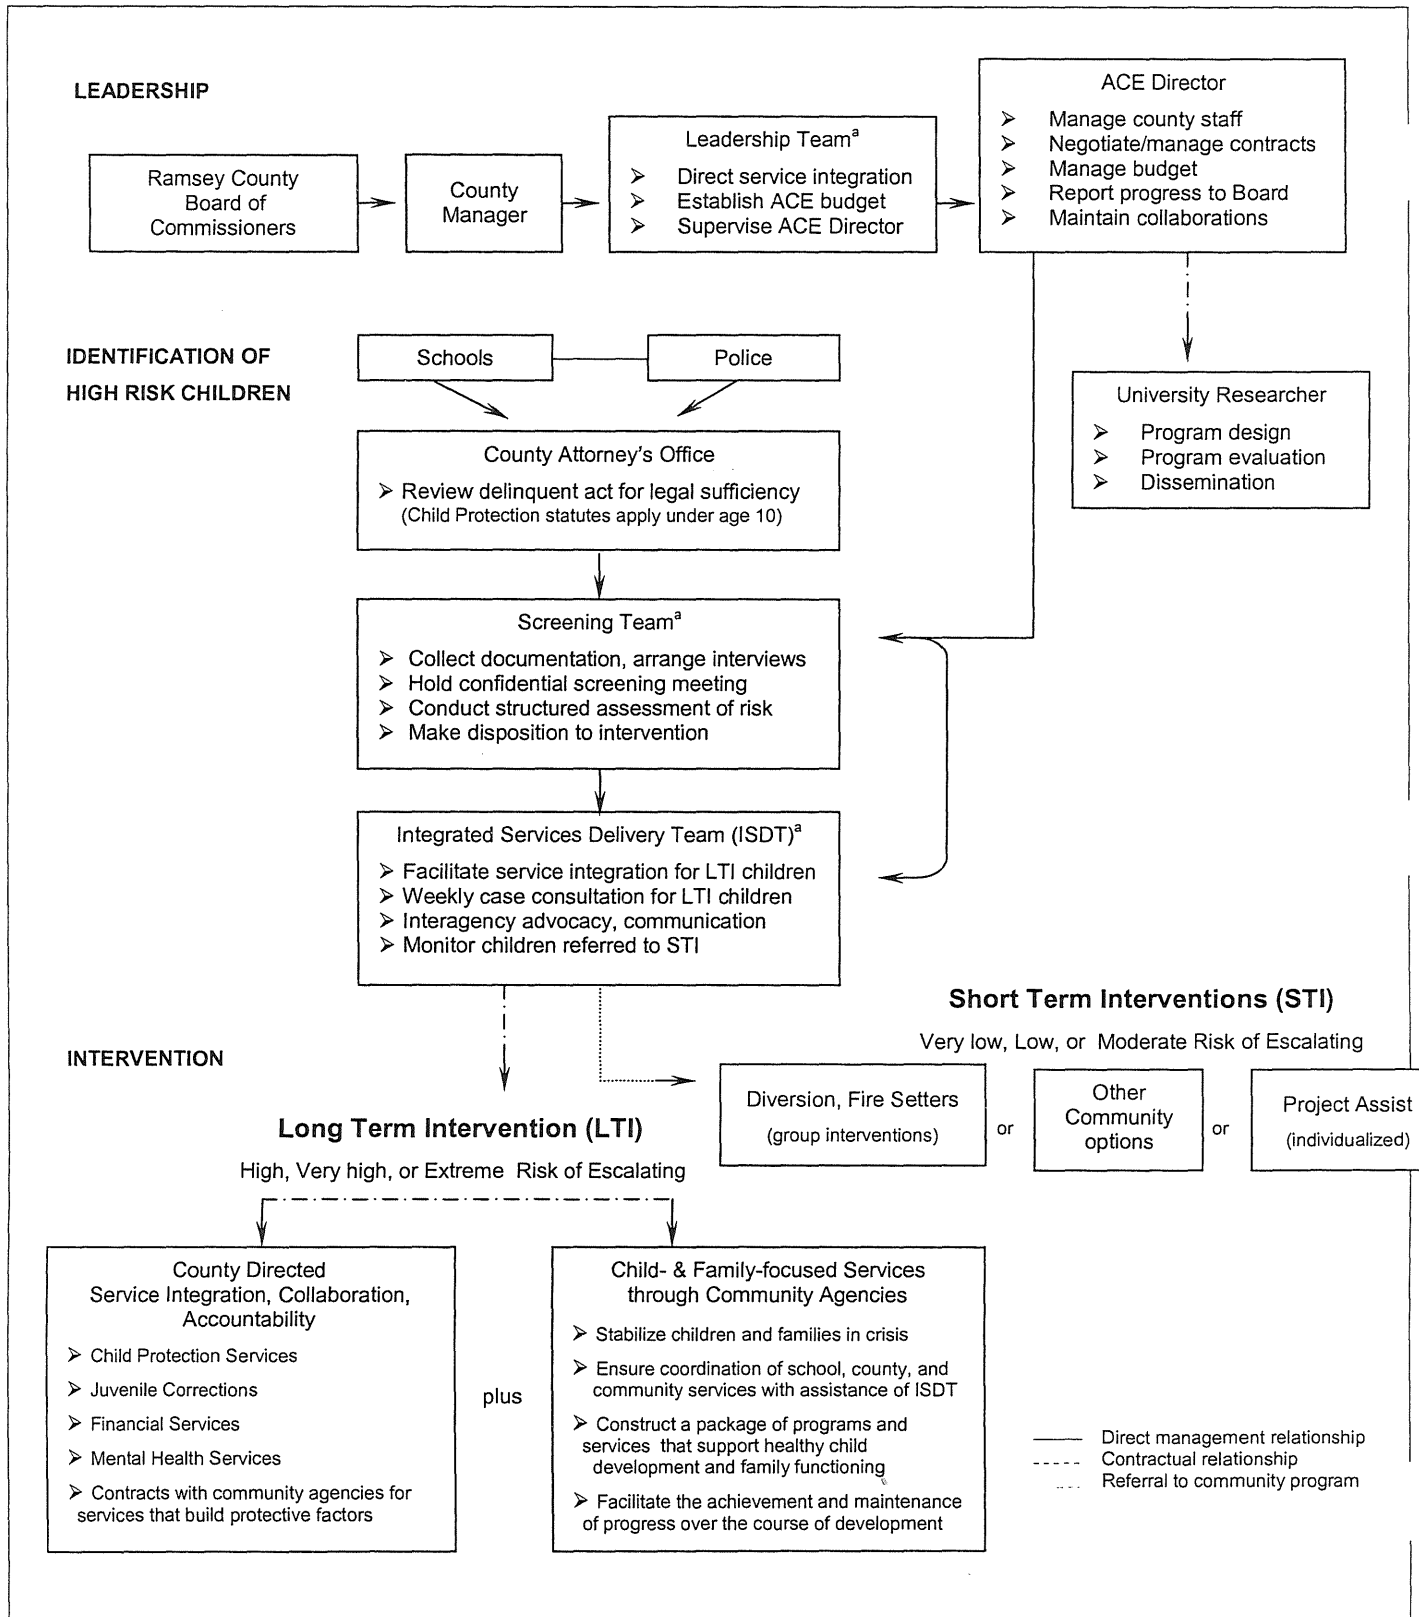 LEADERSHIP
Ramsey County
Board of
Commissioners
County
Manager
Leadership Teamª
➢ Direct service integration
➢ Establish ACE budget
➢ Supervise ACE Director
ACE Director
➢ Manage county staff
➢ Negotiate/manage contracts
➢ Manage budget
➢ Report progress to Board
➢ Maintain collaborations
IDENTIFICATION OF
HIGH RISK CHILDREN
Schools
Police
University Researcher
➢ Program design
➢ Program evaluation
➢ Dissemination
County Attorney's Office
➢ Review delinquent act for legal sufficiency
(Child Protection statutes apply under age 10)
Screening Teamª
➢ Collect documentation, arrange interviews
➢ Hold confidential screening meeting
➢ Conduct structured assessment of risk
➢ Make disposition to intervention
Integrated Services Delivery Team (ISDT)ª
➢ Facilitate service integration for LTI children
➢ Weekly case consultation for LTI children
➢ Interagency advocacy, communication
➢ Monitor children referred to STI
INTERVENTION
Short Term Interventions (STI)
Very low, Low, or Moderate Risk of Escalating
Diversion, Fire Setters
(group interventions)
or
Other
Community
options
or
Project Assist
(individualized)
Long Term Intervention (LTI)
High, Very high, or Extreme Risk of Escalating
County Directed
Service Integration, Collaboration,
Accountability
➢ Child Protection Services
➢ Juvenile Corrections
➢ Financial Services
➢ Mental Health Services
➢ Contracts with community agencies for
services that build protective factors
plus
Child- & Family-focused Services
through Community Agencies
➢ Stabilize children and families in crisis
➢ Ensure coordination of school, county, and
community services with assistance of ISDT
➢ Construct a package of programs and
services that support healthy child
development and family functioning
➢ Facilitate the achievement and maintenance
of progress over the course of development
Direct management relationship
Contractual relationship
Referral to community program